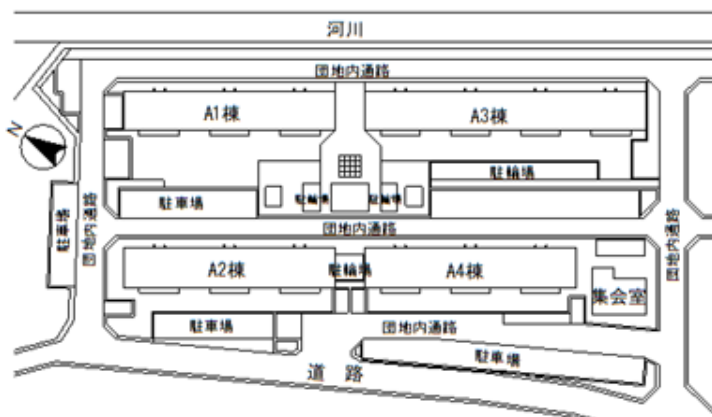 河川
団地内通路
A1棟
A3棟
N
駐輪場
駐車場
駐輪場
駐輪場
駐車場
団地内通路
団地内通路
団地内通路
A2棟
駐輪場
A4棟
集会室
駐車場
団地内通路
駐車場
道路